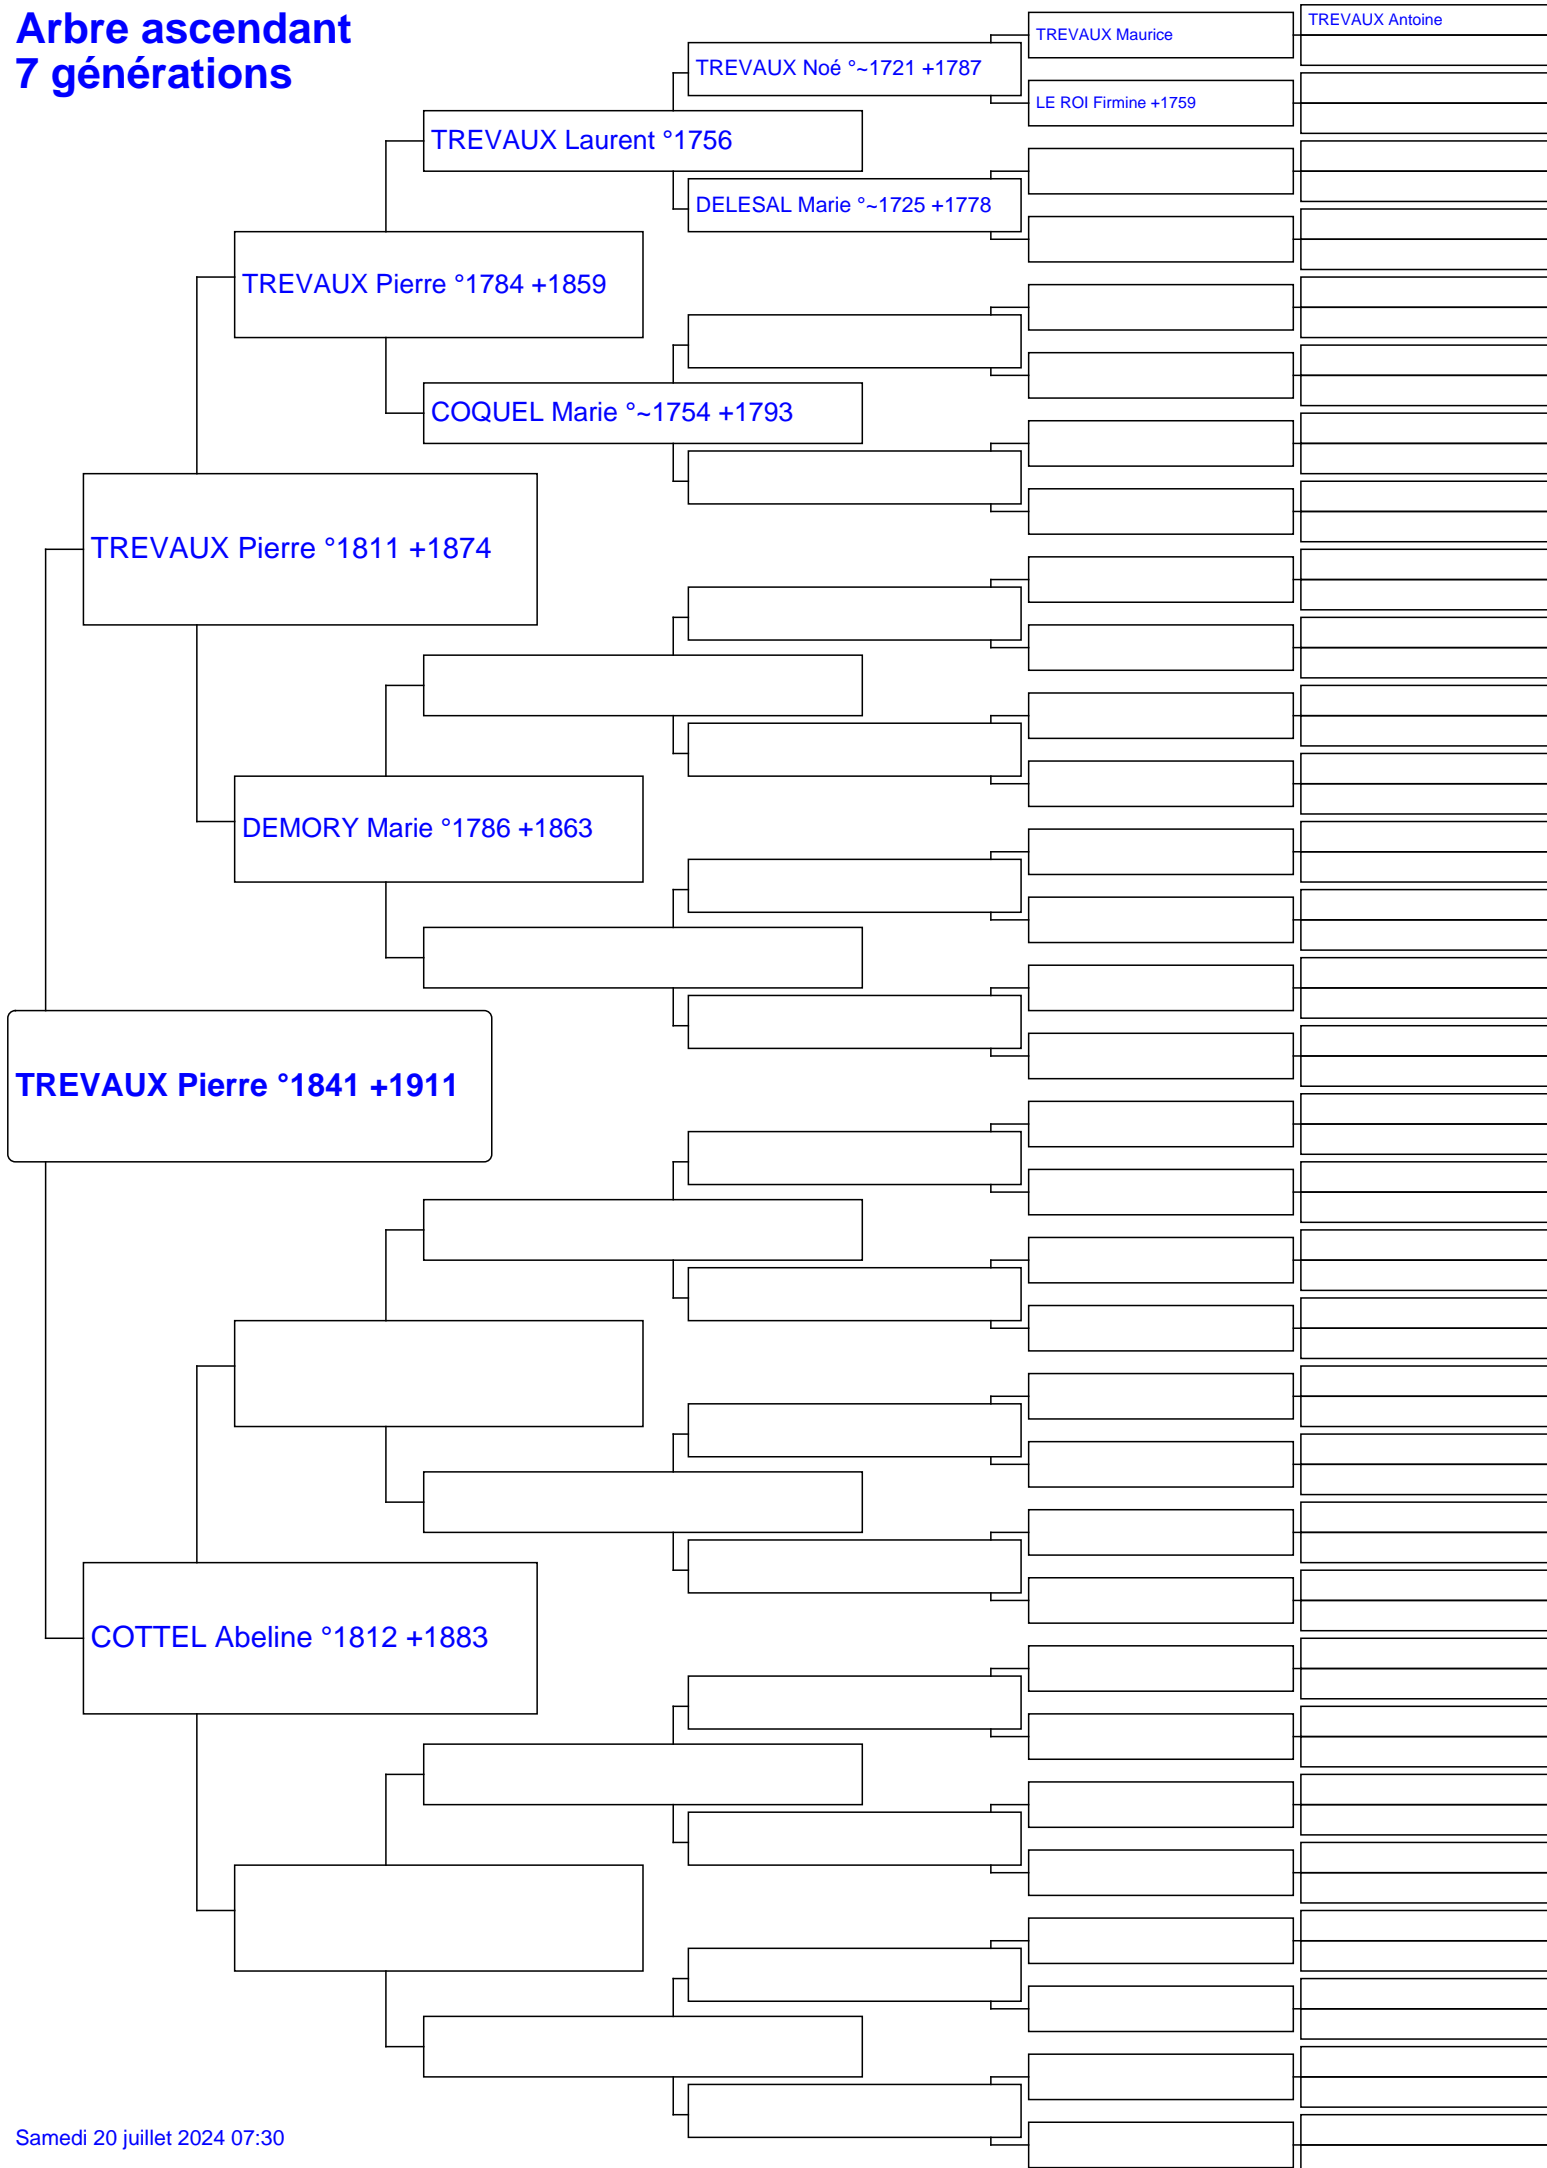 Arbre ascendant
7 générations
TREVAUX Antoine
TREVAUX Maurice
TREVAUX Noé °~1721 +1787
LE ROI Firmine +1759
TREVAUX Laurent °1756
DELESAL Marie °~1725 +1778
TREVAUX Pierre °1784 +1859
COQUEL Marie °~1754 +1793
TREVAUX Pierre °1811 +1874
DEMORY Marie °1786 +1863
TREVAUX Pierre °1841 +1911
COTTEL Abeline °1812 +1883
Samedi 20 juillet 2024 07:30